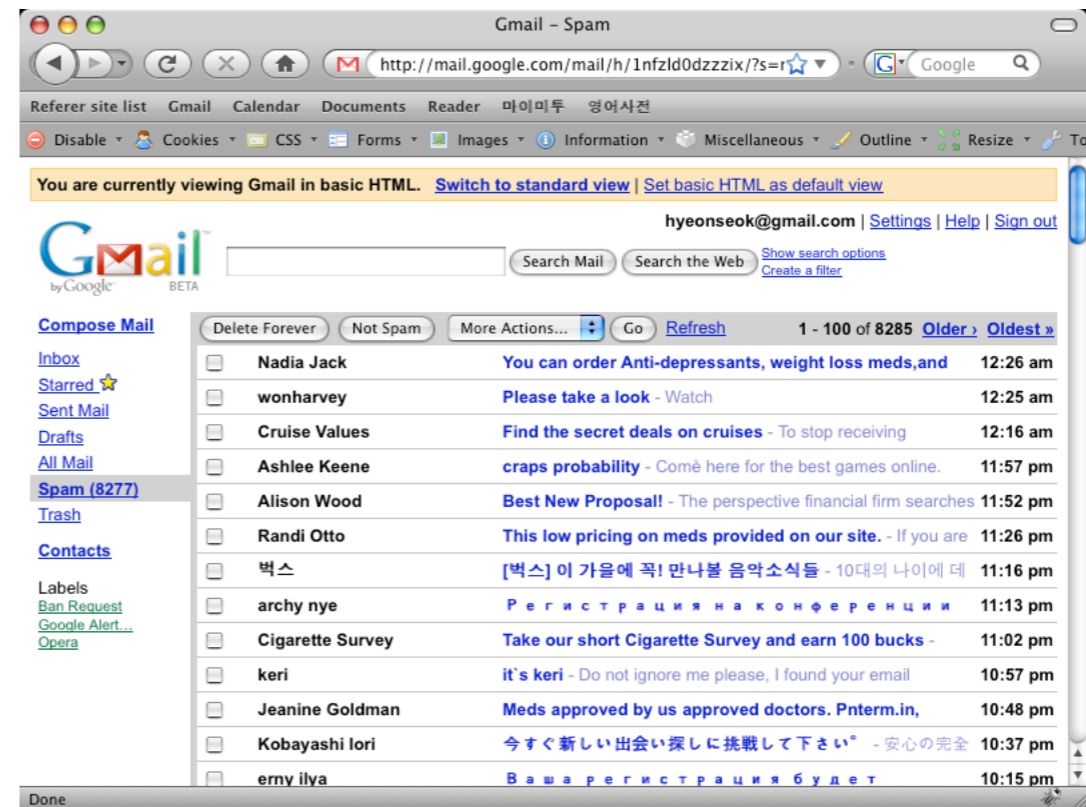 Gmail – Spam
http://mail.google.com/mail/h/1nfzld0dzzzix/?s=r
Google
Referer site list Gmail Calendar Documents Reader 마이미투 영어사전
Disable Cookies CSS Forms Images Information Miscellaneous Outline Resize To
You are currently viewing Gmail in basic HTML. Switch to standard view | Set basic HTML as default view
hyeonseok@gmail.com | Settings | Help | Sign out
Gmail™
by Google BETA
Search Mail Search the Web Show search options
Create a filter
Compose Mail
Inbox
Starred
Sent Mail
Drafts
All Mail
Spam (8277)
Trash
Contacts
Labels
Ban Request
Google Alert...
Opera
Delete Forever Not Spam More Actions... Go Refresh 1 - 100 of 8285 Older › Oldest »
Nadia Jack You can order Anti-depressants, weight loss meds,and 12:26 am
wonharvey Please take a look - Watch 12:25 am
Cruise Values Find the secret deals on cruises - To stop receiving 12:16 am
Ashlee Keene craps probability - Comè here for the best games online. 11:57 pm
Alison Wood Best New Proposal! - The perspective financial firm searches 11:52 pm
Randi Otto This low pricing on meds provided on our site. - If you are 11:26 pm
벅스 [벅스] 이 가을에 꼭! 만나볼 음악소식들 - 10대의 나이에 데 11:16 pm
archy nye Регистрация на конференции 11:13 pm
Cigarette Survey Take our short Cigarette Survey and earn 100 bucks - 11:02 pm
keri it`s keri - Do not ignore me please, I found your email 10:57 pm
Jeanine Goldman Meds approved by us approved doctors. Pnterm.in, 10:48 pm
Kobayashi Iori 今すぐ新しい出会い探しに挑戦して下さい゜ - 安心の完全 10:37 pm
erny ilya Ваша регистрация будет 10:15 pm
Done